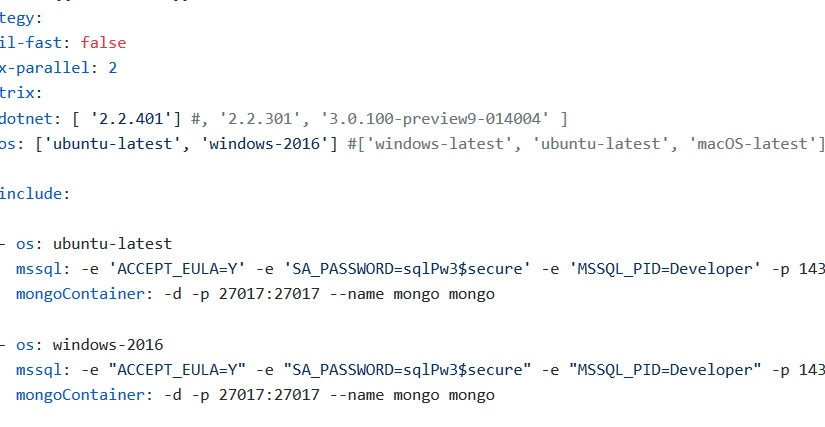 tegy:
il-fast: false
x-parallel: 2
trix:
dotnet: [ '2.2.401'] #, '2.2.301', '3.0.100-preview9-014004' ]
os: ['ubuntu-latest', 'windows-2016'] #['windows-latest', 'ubuntu-latest', 'macOS-latest']
include:
- os: ubuntu-latest
mssql: -e 'ACCEPT_EULA=Y' -e 'SA_PASSWORD=sqlPw3$secure' -e 'MSSQL_PID=Developer' -p 143
mongoContainer: -d -p 27017:27017 --name mongo mongo
- os: windows-2016
mssql: -e "ACCEPT_EULA=Y" -e "SA_PASSWORD=sqlPw3$secure" -e "MSSQL_PID=Developer" -p 143
mongoContainer: -d -p 27017:27017 --name mongo mongo